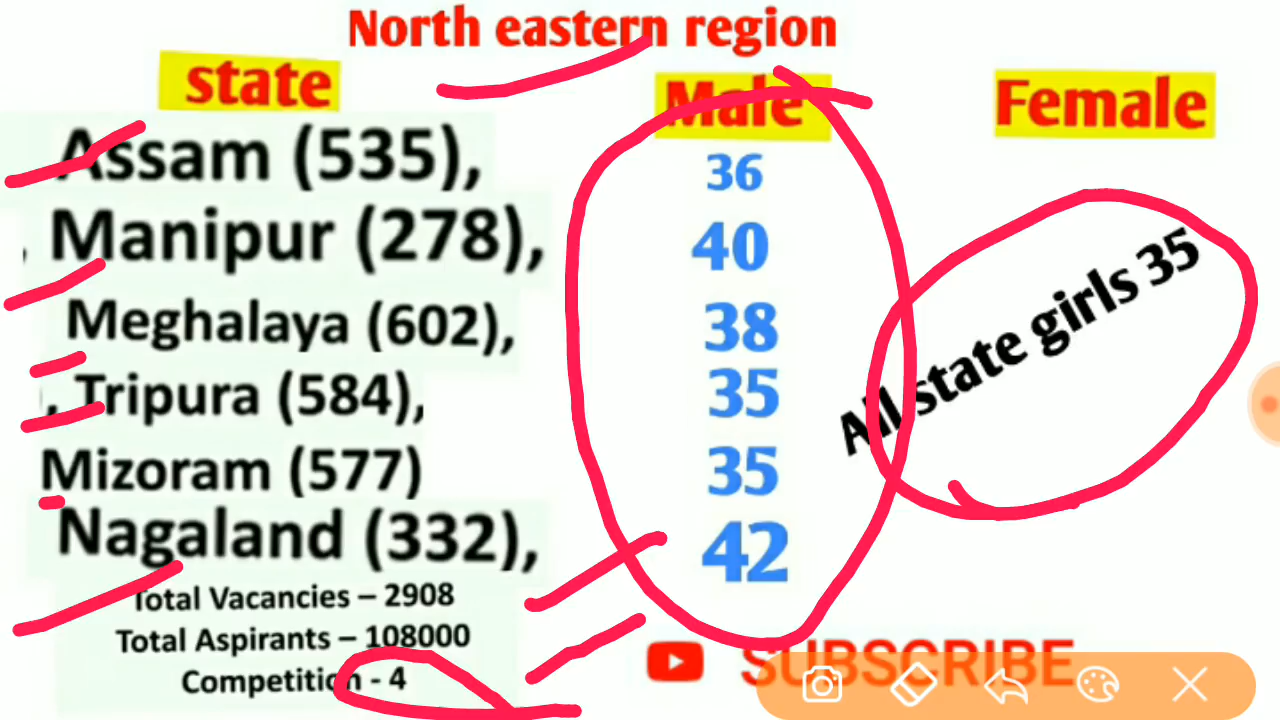 North eastern region
state Male Female
Assam (535), 36
, Manipur (278), 40
Meghalaya (602), 38
, Tripura (584), 35
Mizoram (577) 35
Nagaland (332), 42
All state girls 35
Total Vacancies – 2908
Total Aspirants – 108000
Competition - 4
SUBSCRIBE